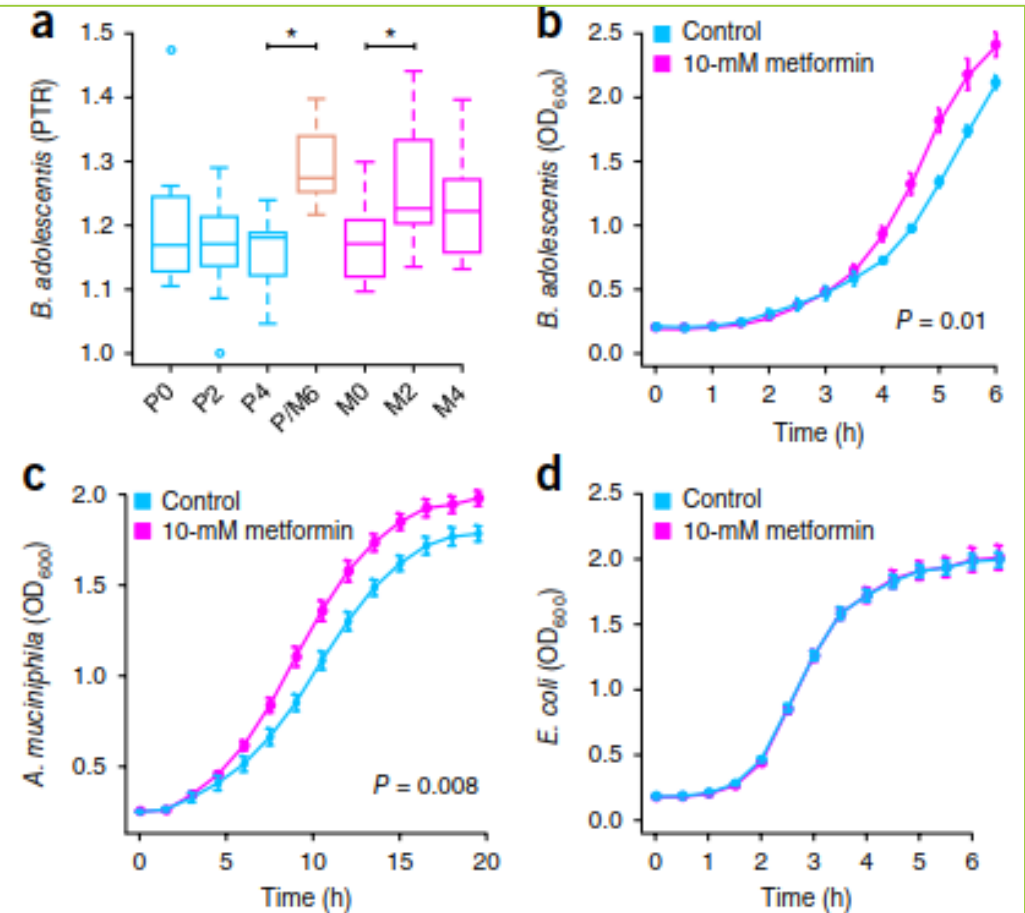 a
B. adolescentis (PTR)
1.5
1.4
1.3
1.2
1.1
1.0
* *
P0 P2 P4 P/M6 M0 M2 M4
b
Control
10-mM metformin
B. adolescentis (OD600)
2.5
2.0
1.5
1.0
0.5
0.0
P = 0.01
0 1 2 3 4 5 6
Time (h)
c
Control
10-mM metformin
A. muciniphila (OD600)
2.0
1.5
1.0
0.5
P = 0.008
0 5 10 15 20
Time (h)
d
Control
10-mM metformin
E. coli (OD600)
2.5
2.0
1.5
1.0
0.5
0.0
0 1 2 3 4 5 6
Time (h)